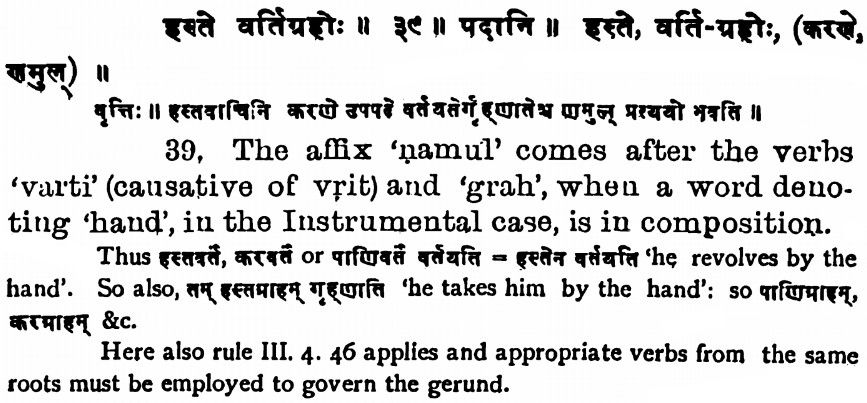 हस्ते वर्तिग्रहोः ॥ ३९ ॥ पदानि ॥ हस्ते, वर्ति-ग्रहोः, (करणे,
णमुल्) ॥
वृत्तिः ॥ हस्तवाचिनि करणे उपपदे वर्तयतेर्गृह्णातेश्च णमुल् प्रत्ययो भवति ॥
39. The affix 'ṇamul' comes after the verbs
'varti' (causative of vṛit) and 'grah', when a word deno-
ting 'hand', in the Instrumental case, is in composition.
Thus हस्तवर्तं, करवर्तं or पाणिवर्तं वर्तयति = हस्तेन वर्तयति 'he revolves by the
hand'. So also, तम् हस्तग्राहम् गृह्णाति 'he takes him by the hand': so पाणिग्राहम्,
करग्राहम् &c.
Here also rule III. 4. 46 applies and appropriate verbs from the same
roots must be employed to govern the gerund.